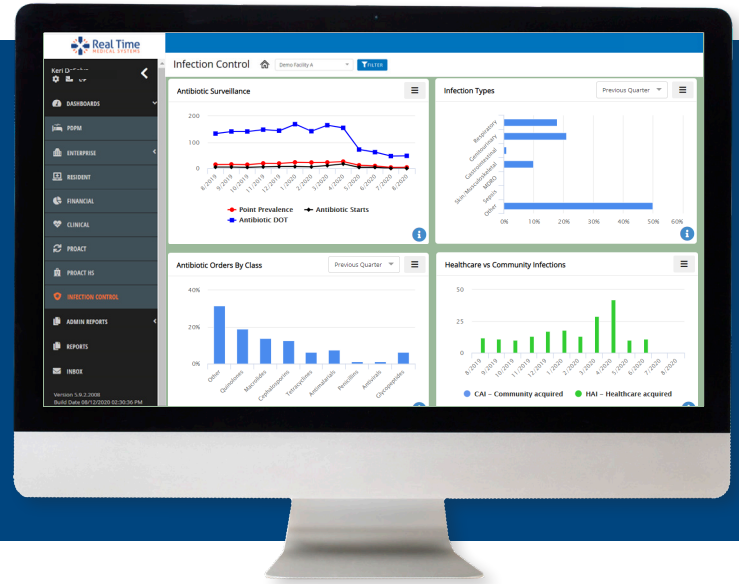 Real Time
MEDICAL SYSTEMS
Keri
DASHBOARDS
PDPM
ENTERPRISE
RESIDENT
FINANCIAL
CLINICAL
PROACT
PROACT HS
INFECTION CONTROL
ADMIN REPORTS
REPORTS
INBOX
Version 5.9.2.2008
Build Date 08/12/2020 02:30:36 PM
Infection Control
Demo Facility A
FILTER
Antibiotic Surveillance
200
100
0
8/2019
9/2019
10/2019
11/2019
12/2019
1/2020
2/2020
3/2020
4/2020
5/2020
6/2020
7/2020
8/2020
Point Prevalence
Antibiotic Starts
Antibiotic DOT
i
Infection Types
Previous Quarter
Respiratory
Genitourinary
Gastrointestinal
Skin-Musculoskeletal
MDRO
Sepsis
Other
0% 10% 20% 30% 40% 50% 60%
i
Antibiotic Orders By Class
Previous Quarter
40%
20%
0%
Other
Quinolones
Macrolides
Cephalosporins
Tetracyclines
Antimalarials
Penicillins
Antivirals
Glycopeptides
Healthcare vs Community Infections
50
25
0
8/2019
9/2019
10/2019
11/2019
12/2019
1/2020
2/2020
3/2020
4/2020
5/2020
6/2020
7/2020
8/2020
CAI – Community acquired
HAI – Healthcare acquired